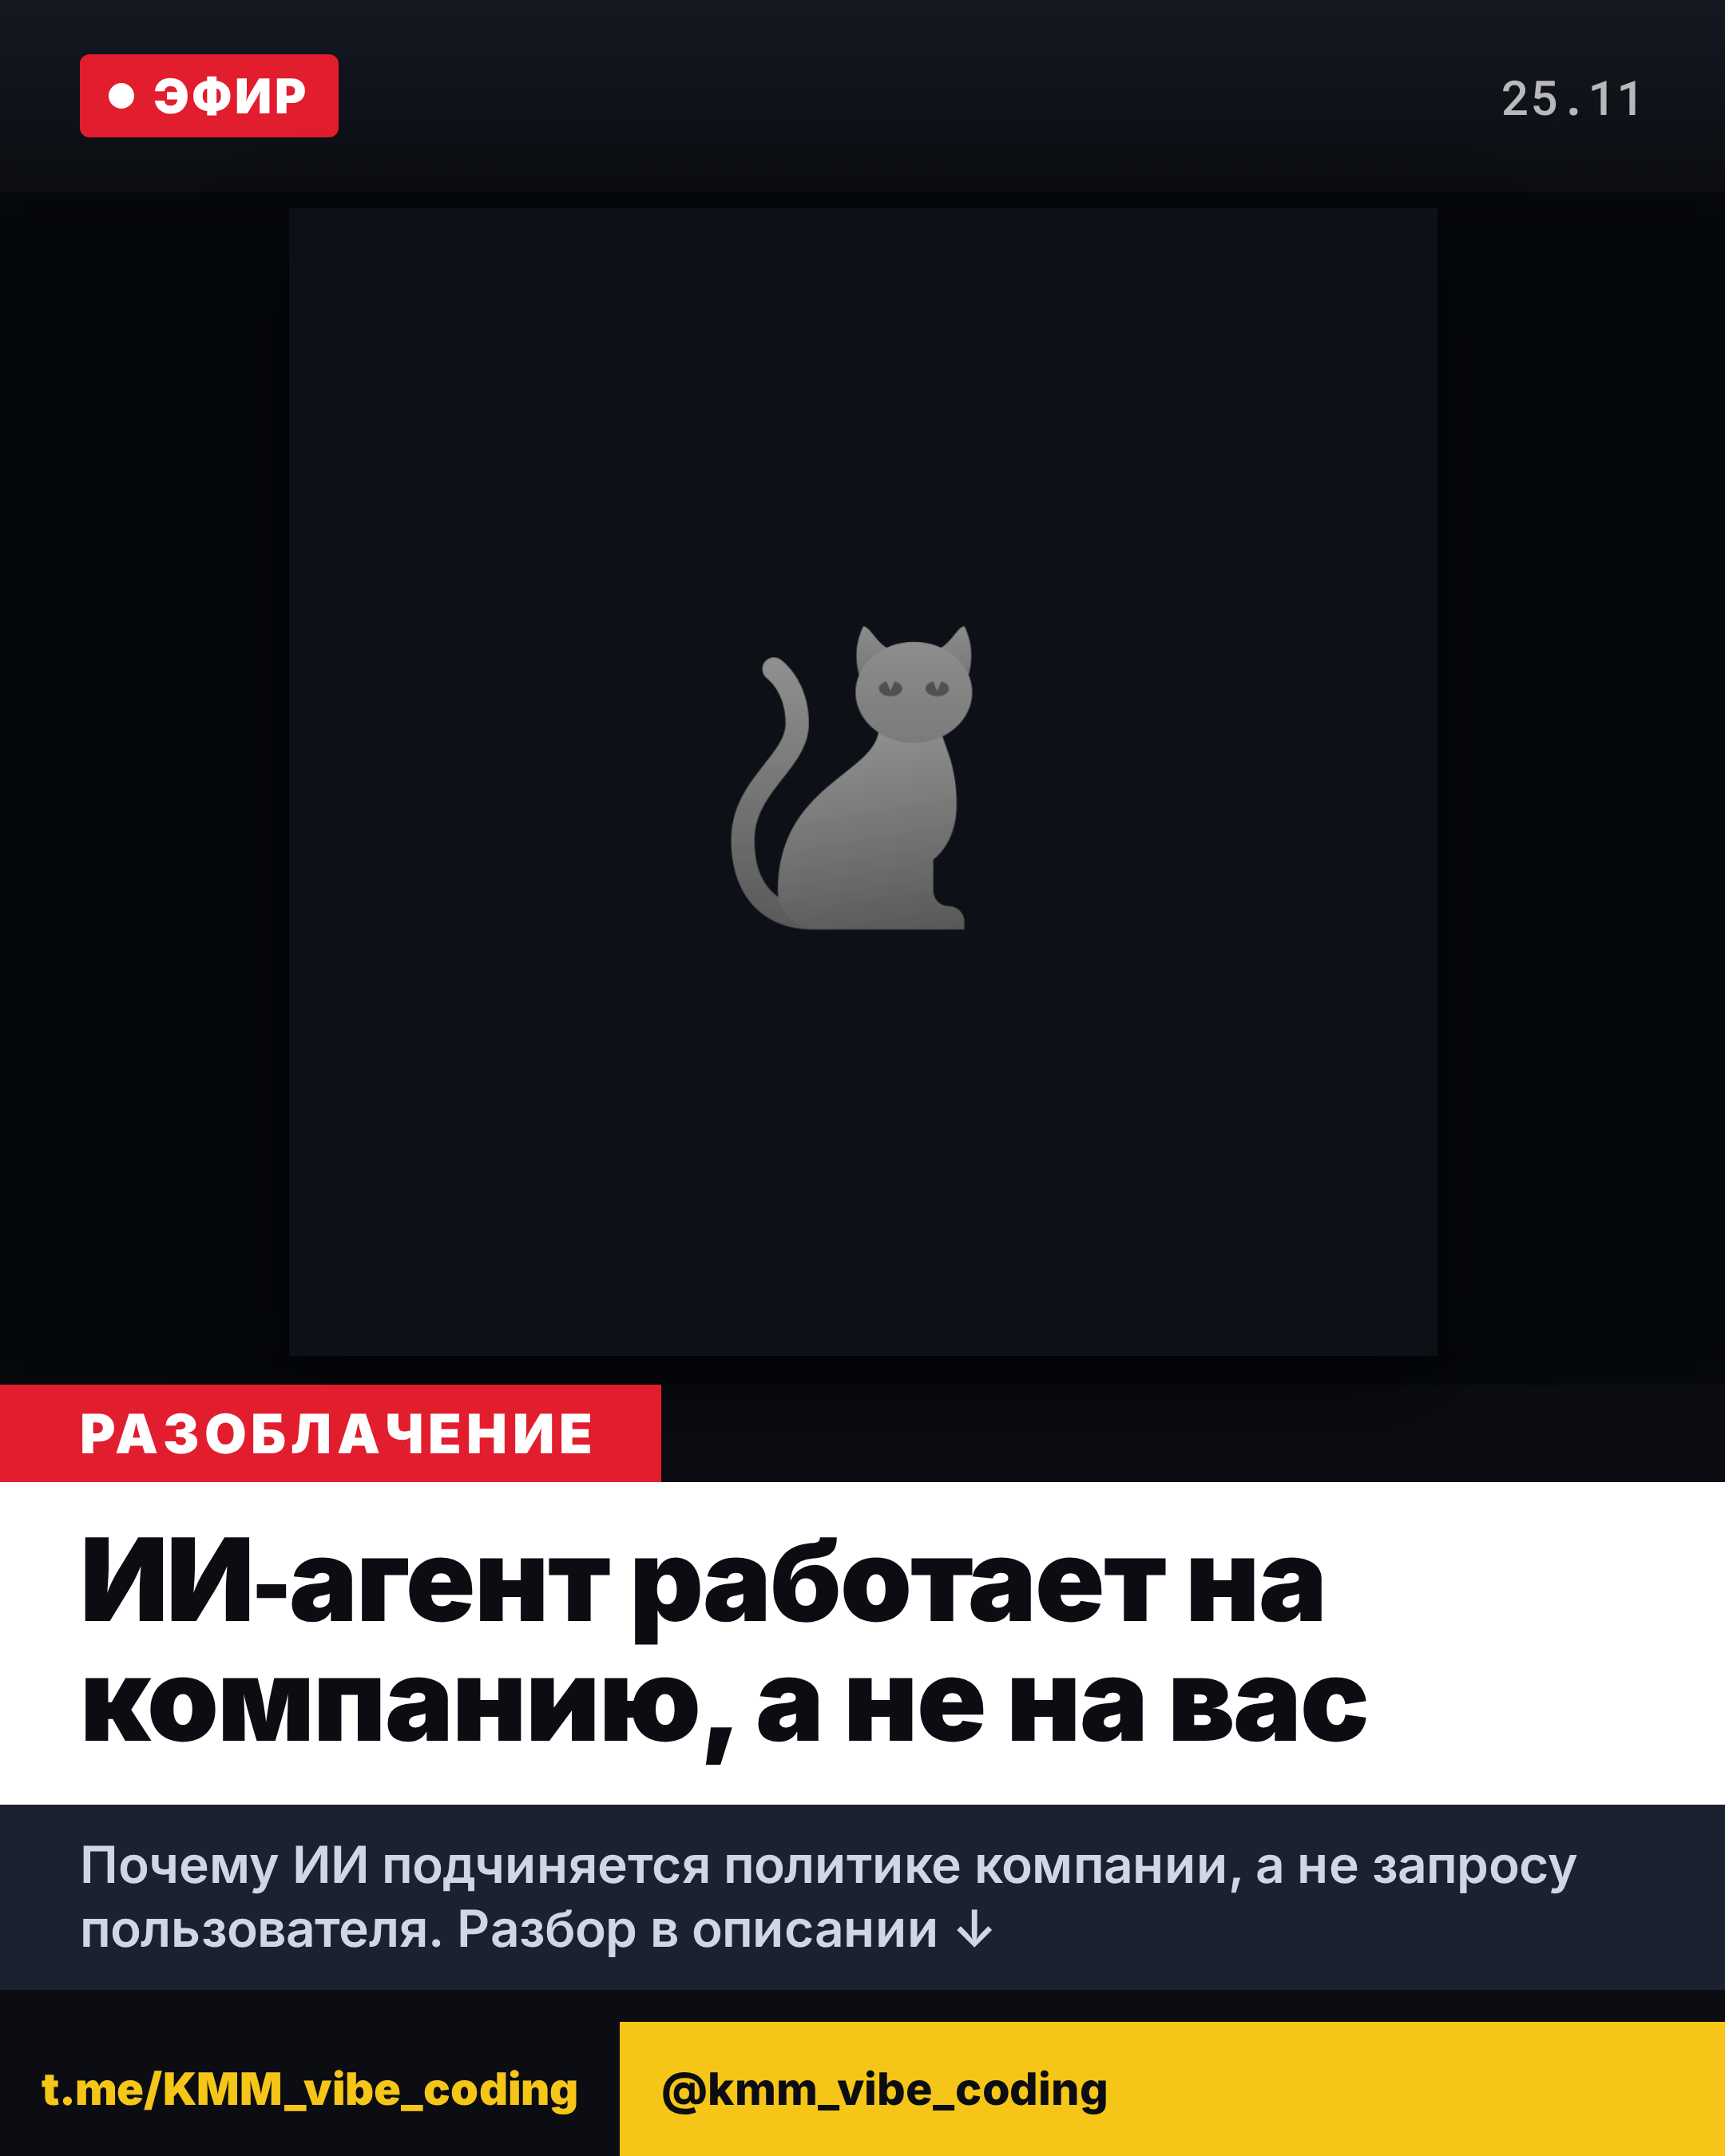 ЭФИР
25.11
РАЗОБЛАЧЕНИЕ
ИИ-агент работает на
компанию, а не на вас
Почему ИИ подчиняется политике компании, а не запросу
пользователя. Разбор в описании ↓
t.me/KMM_vibe_coding
@kmm_vibe_coding